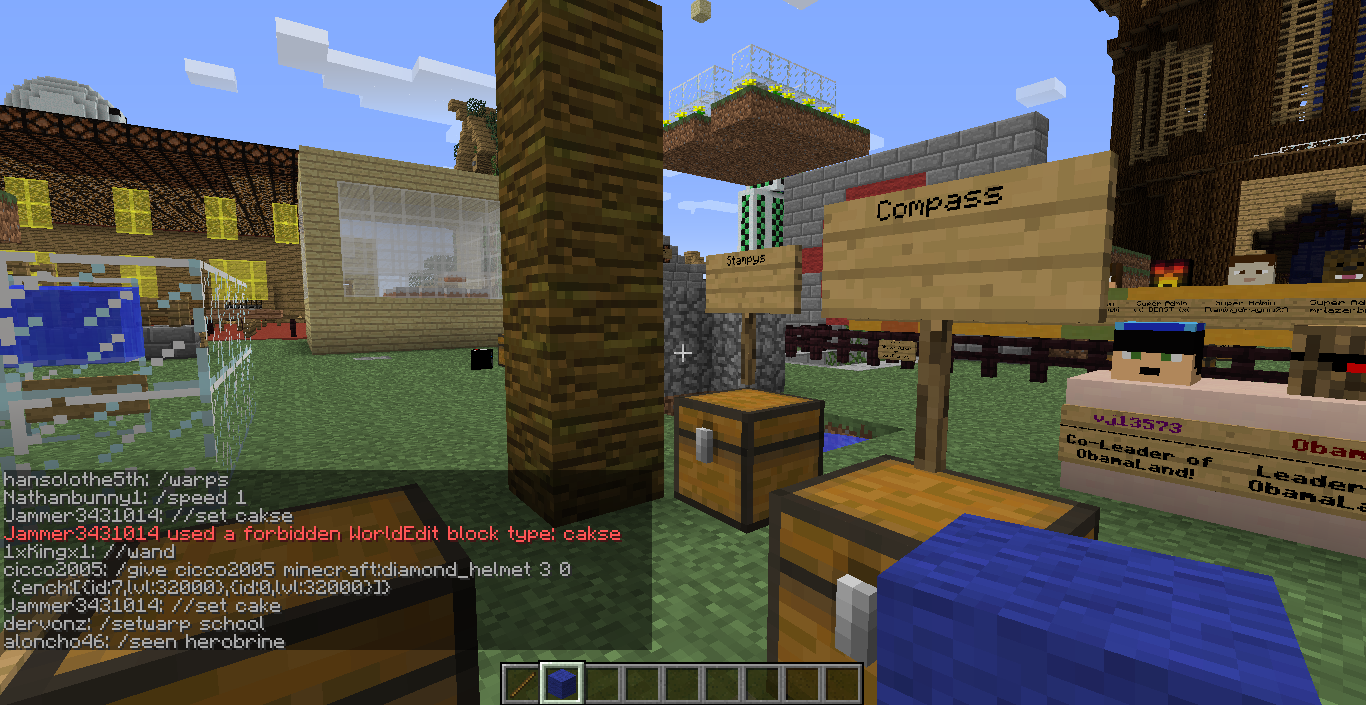 Compass
Stampys
Super Admin
Super Admin
Super Ad
vj13573
Co-Leader of
ObamaLand!
Obam
Leader
ObamaLa
hansolothe5th: /warps
Nathanbunny1: /speed 1
Jammer3431014: //set cakse
Jammer3431014 used a forbidden WorldEdit block type: cakse
1xKingx1: //wand
cicco2005: /give cicco2005 minecraft:diamond_helmet 3 0
{ench:[{id:7,lvl:32000},{id:0,lvl:32000}]}
Jammer3431014: //set cake
dervonz: /setwarp school
aloncho46: /seen herobrine